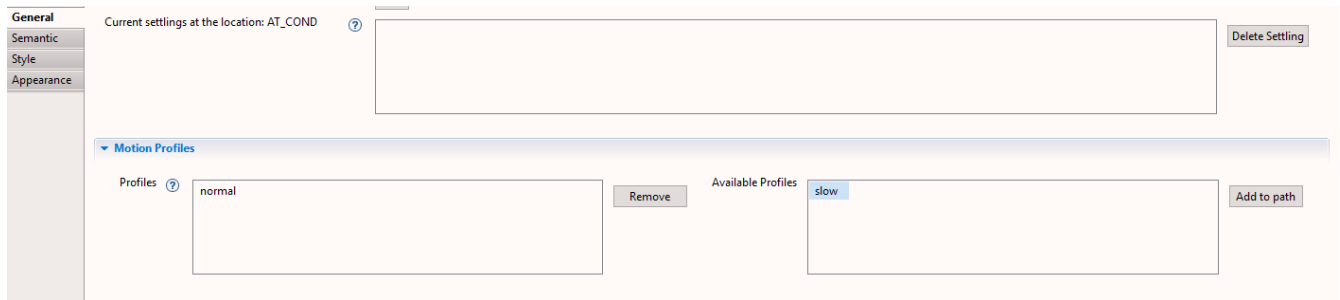 General
Semantic
Style
Appearance
Current settlings at the location: AT_COND
Delete Settling
Motion Profiles
Profiles
normal
Remove
Available Profiles
slow
Add to path